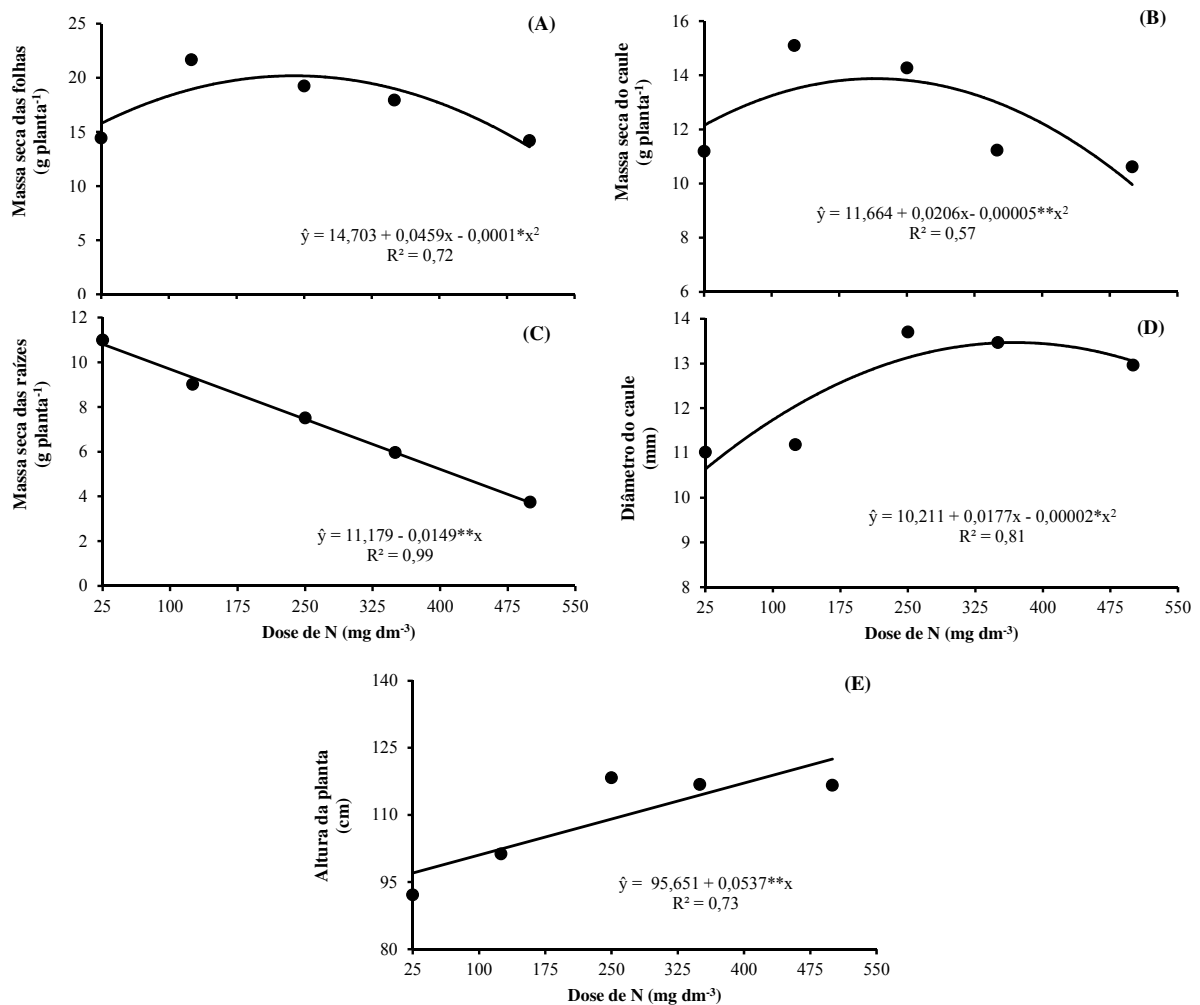 (A)
Massa seca das folhas
(g planta-1)
25
20
15
10
5
0
ŷ = 14,703 + 0,0459x - 0,0001*x²
R² = 0,72
(B)
Massa seca do caule
(g planta-1)
16
14
12
10
8
6
ŷ = 11,664 + 0,0206x- 0,00005**x²
R² = 0,57
(C)
Massa seca das raízes
(g planta-1)
12
10
8
6
4
2
0
ŷ = 11,179 - 0,0149**x
R² = 0,99
25 100 175 250 325 400 475 550
Dose de N (mg dm-3)
(D)
Diâmetro do caule
(mm)
14
13
12
11
10
9
8
ŷ = 10,211 + 0,0177x - 0,00002*x²
R² = 0,81
25 100 175 250 325 400 475 550
Dose de N (mg dm-3)
(E)
Altura da planta
(cm)
140
125
110
95
80
ŷ = 95,651 + 0,0537**x
R² = 0,73
25 100 175 250 325 400 475 550
Dose de N (mg dm-3)